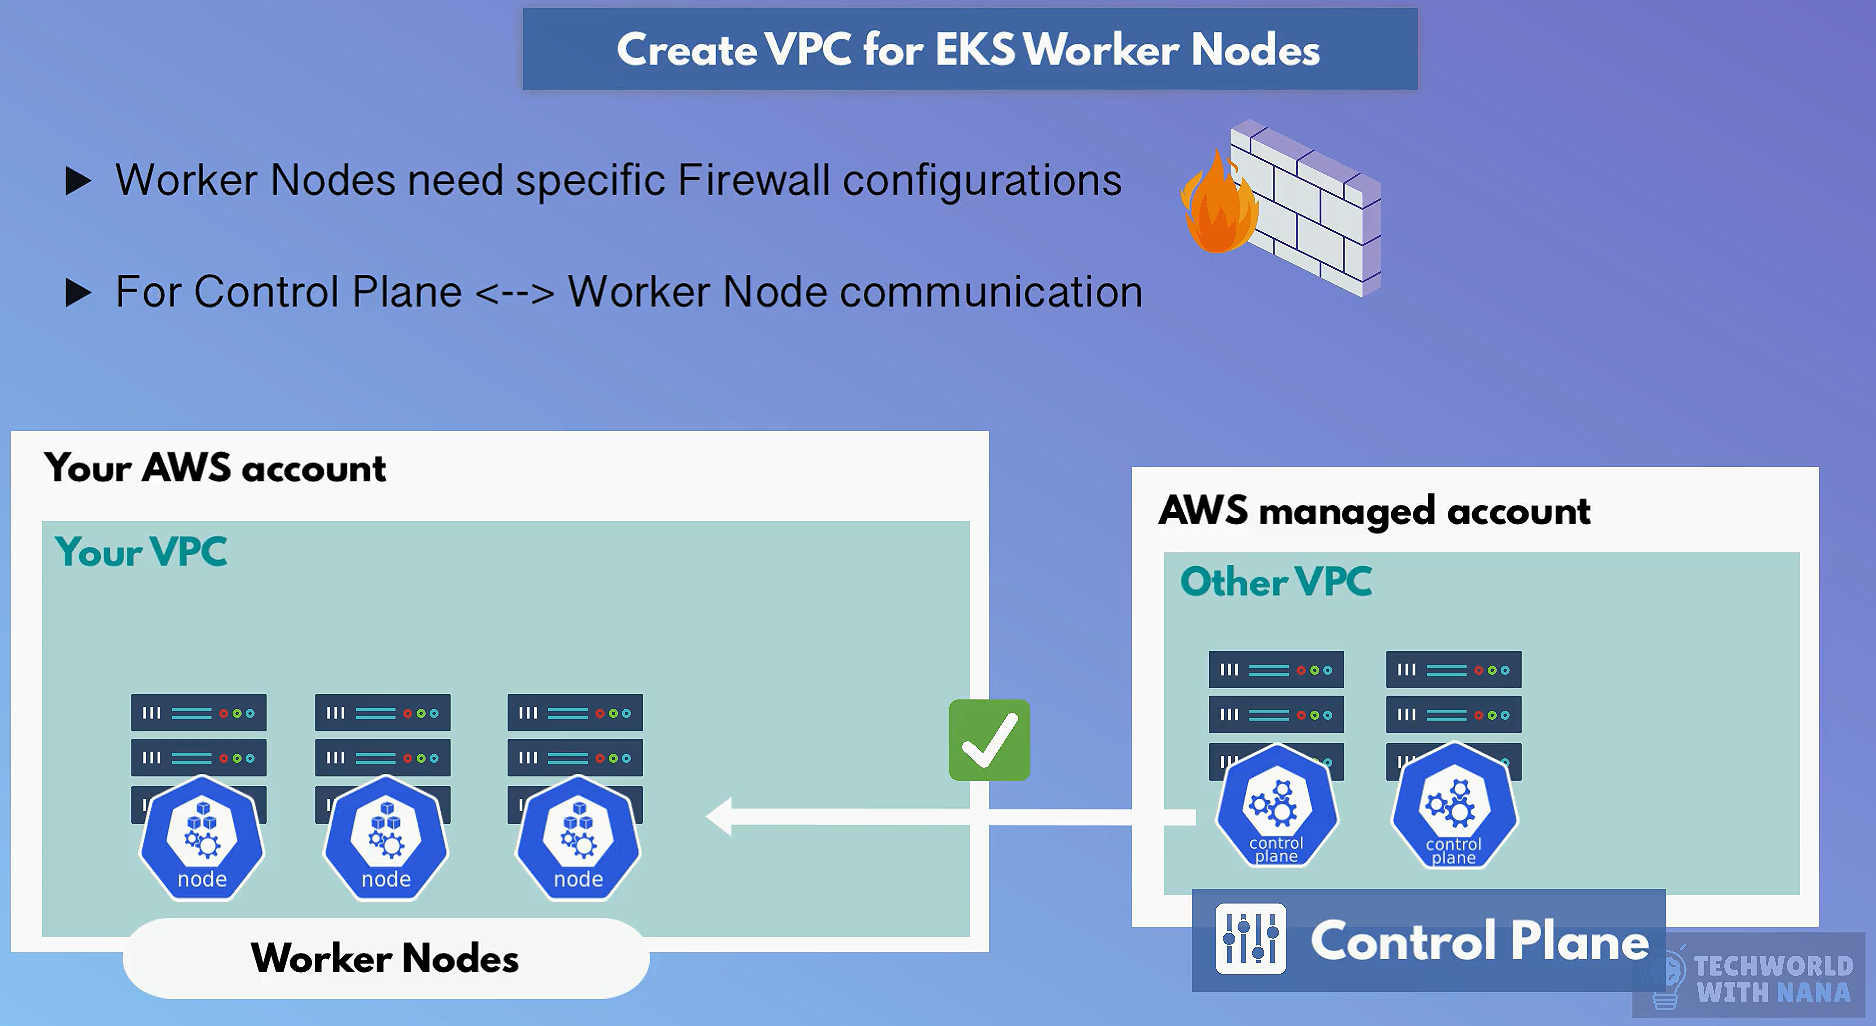 Create VPC for EKS Worker Nodes
Worker Nodes need specific Firewall configurations
For Control Plane <--> Worker Node communication
Your AWS account
Your VPC
node
node
node
Worker Nodes
AWS managed account
Other VPC
control
plane
control
plane
Control Plane
TECHWORLD
WITH NANA